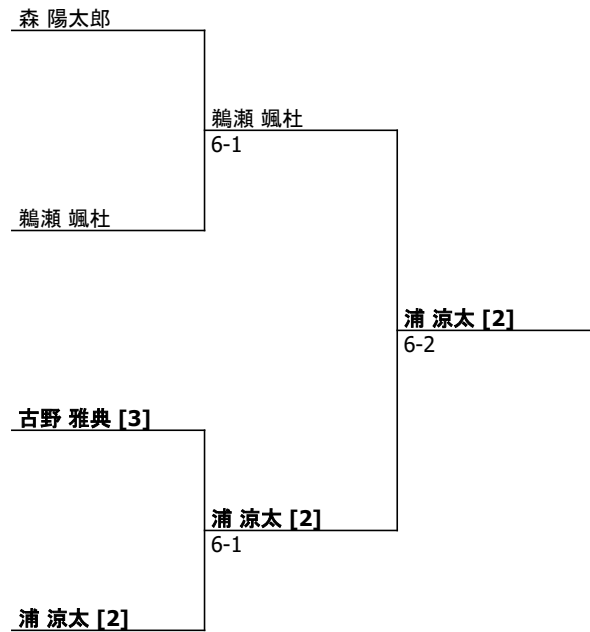 森 陽太郎
鵜瀬 颯杜
6-1
鵜瀬 颯杜
浦 涼太 [2]
6-2
古野 雅典 [3]
浦 涼太 [2]
6-1
浦 涼太 [2]